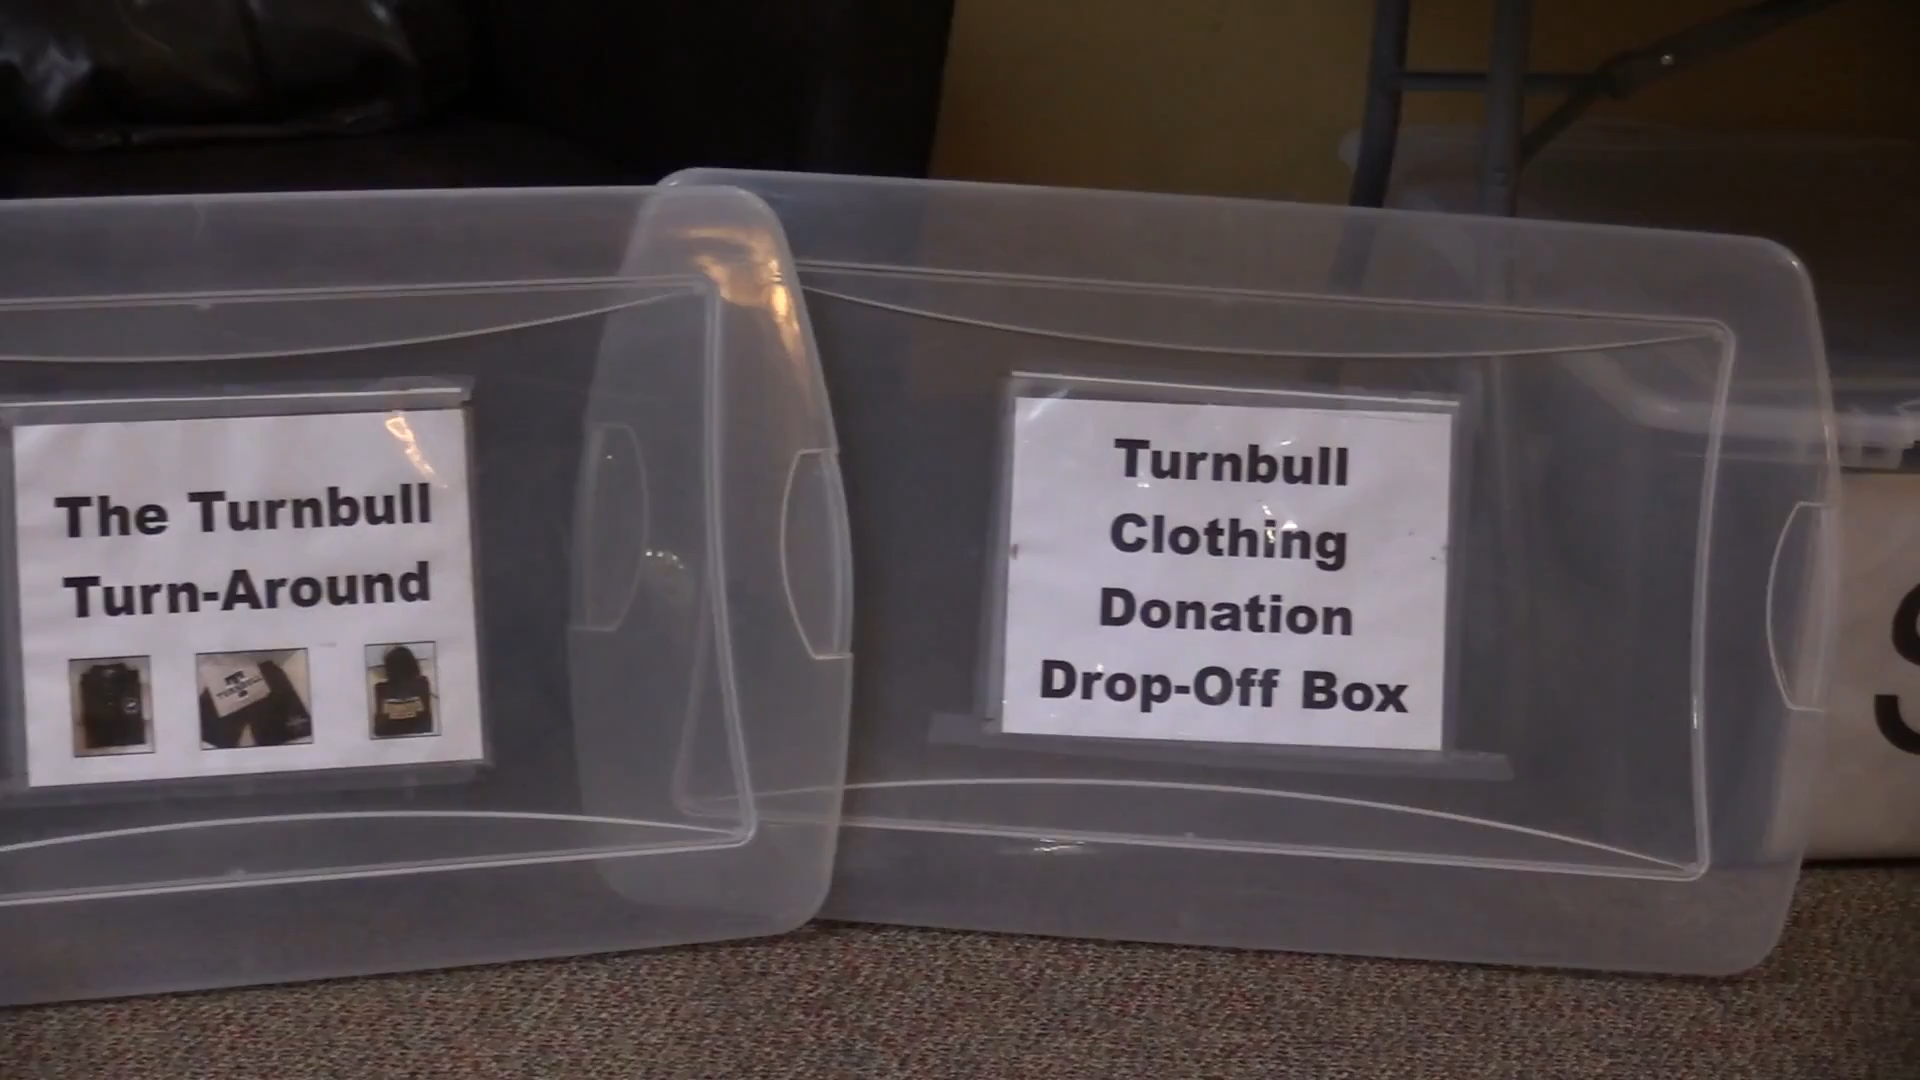 The Turnbull
Turn-Around
Turnbull
Clothing
Donation
Drop-Off Box